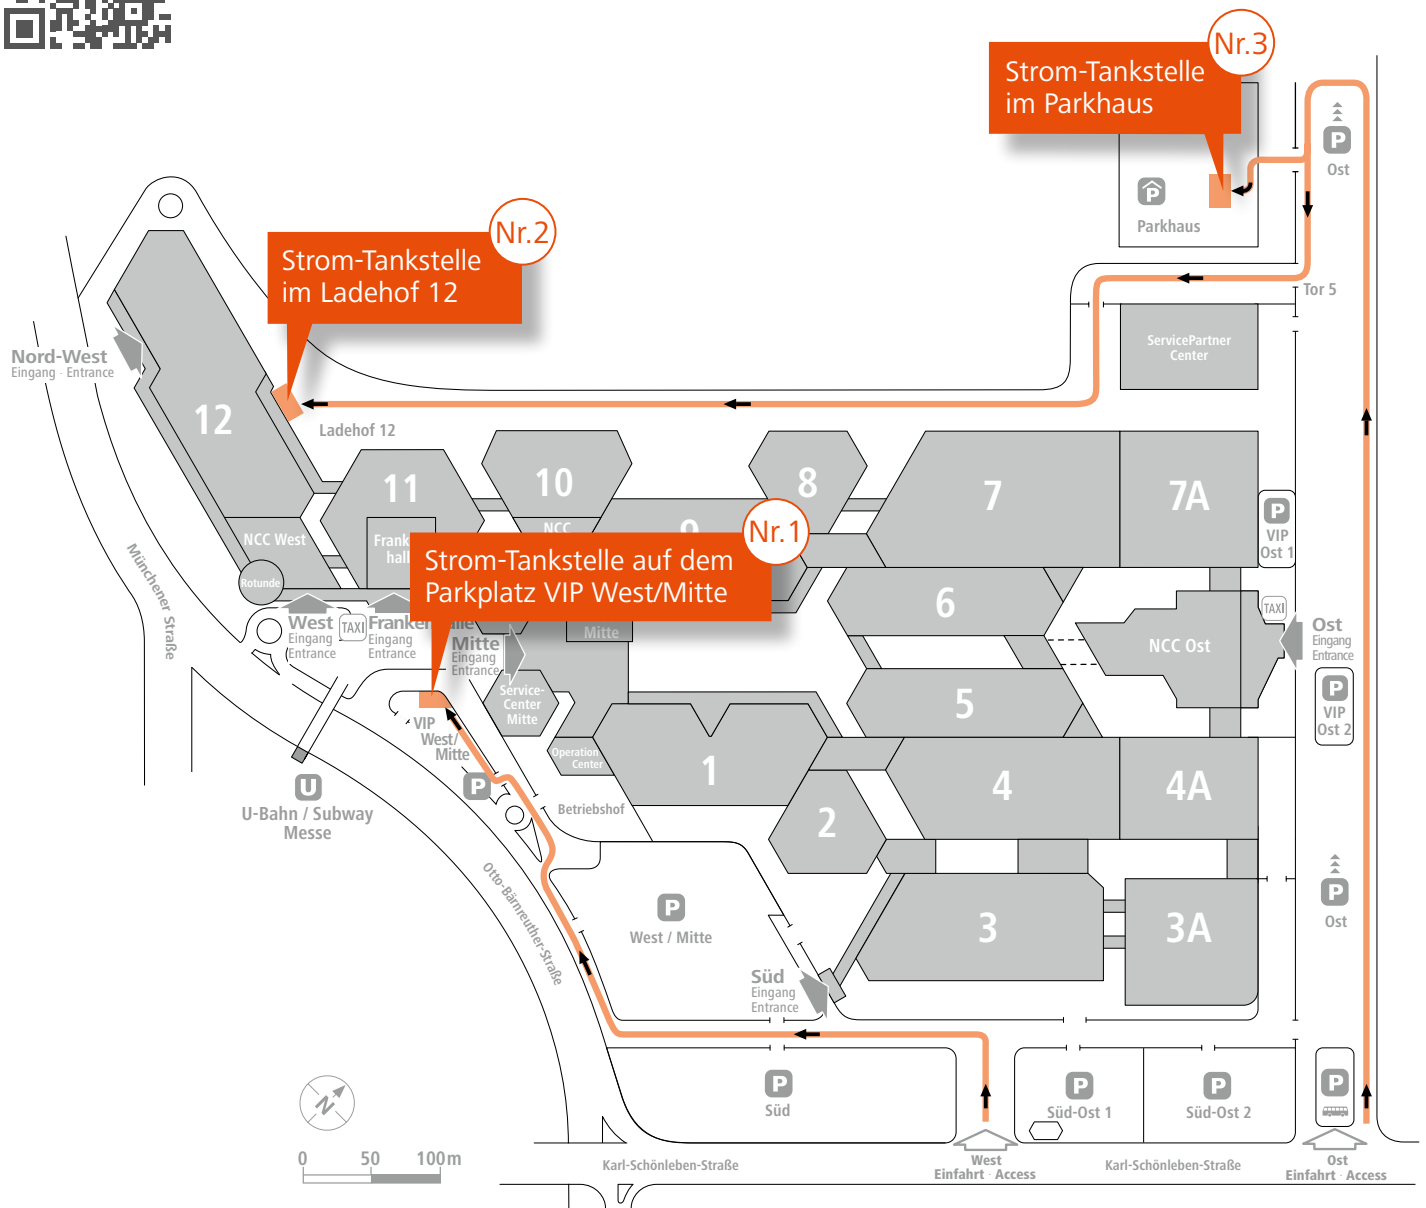 Nr.3
Strom-Tankstelle
im Parkhaus
P
Ost
P
Parkhaus
Nr.2
Strom-Tankstelle
im Ladehof 12
Tor 5
ServicePartner
Center
Nord-West
Eingang · Entrance
12
Ladehof 12
11
10
8
7
7A
NCC
9
P
VIP
Ost 1
Nr.1
Strom-Tankstelle auf dem
Parkplatz VIP West/Mitte
NCC West
Rotunde
Münchener Straße
West
Eingang
Entrance
TAXI
Eingang
Entrance
Mitte
Eingang
Entrance
Mitte
6
NCC Ost
TAXI
Ost
Eingang
Entrance
5
P
VIP
Ost 2
Service-
Center
Mitte
VIP
West/
Mitte
P
Operation
Center
1
Betriebshof
U
U-Bahn / Subway
Messe
2
4
4A
Otto-Bärnreuther-Straße
P
West / Mitte
3
3A
P
Ost
Süd
Eingang
Entrance
P
Süd
P
Süd-Ost 1
P
Süd-Ost 2
P
N
0 50 100m
Karl-Schönleben-Straße
West
Einfahrt · Access
Karl-Schönleben-Straße
Ost
Einfahrt · Access